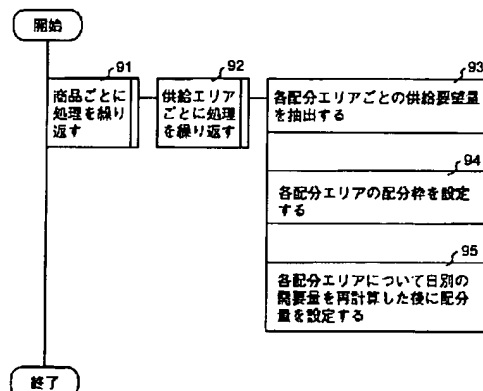 開始
91
商品ごとに
処理を繰り
返す
92
供給エリア
ごとに処理
を繰り返す
93
各配分エリアごとの供給要望量
を抽出する
94
各配分エリアの配分枠を設定
する
95
各配分エリアについて日別の
需要量を再計算した後に配分
量を設定する
終了